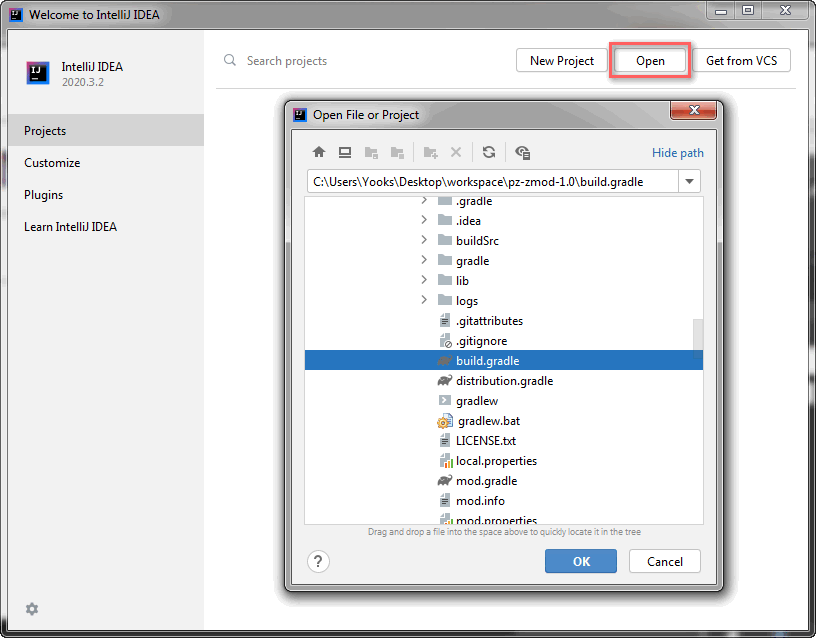 Welcome to IntelliJ IDEA
IntelliJ IDEA
2020.3.2
Search projects
New Project
Open
Get from VCS
Projects
Customize
Plugins
Learn IntelliJ IDEA
Open File or Project
Hide path
C:\Users\Yooks\Desktop\workspace\pz-zmod-1.0\build.gradle
.gradle
.idea
buildSrc
gradle
lib
logs
.gitattributes
.gitignore
build.gradle
distribution.gradle
gradlew
gradlew.bat
LICENSE.txt
local.properties
mod.gradle
mod.info
mod.properties
Drag and drop a file into the space above to quickly locate it in the tree
?
OK
Cancel